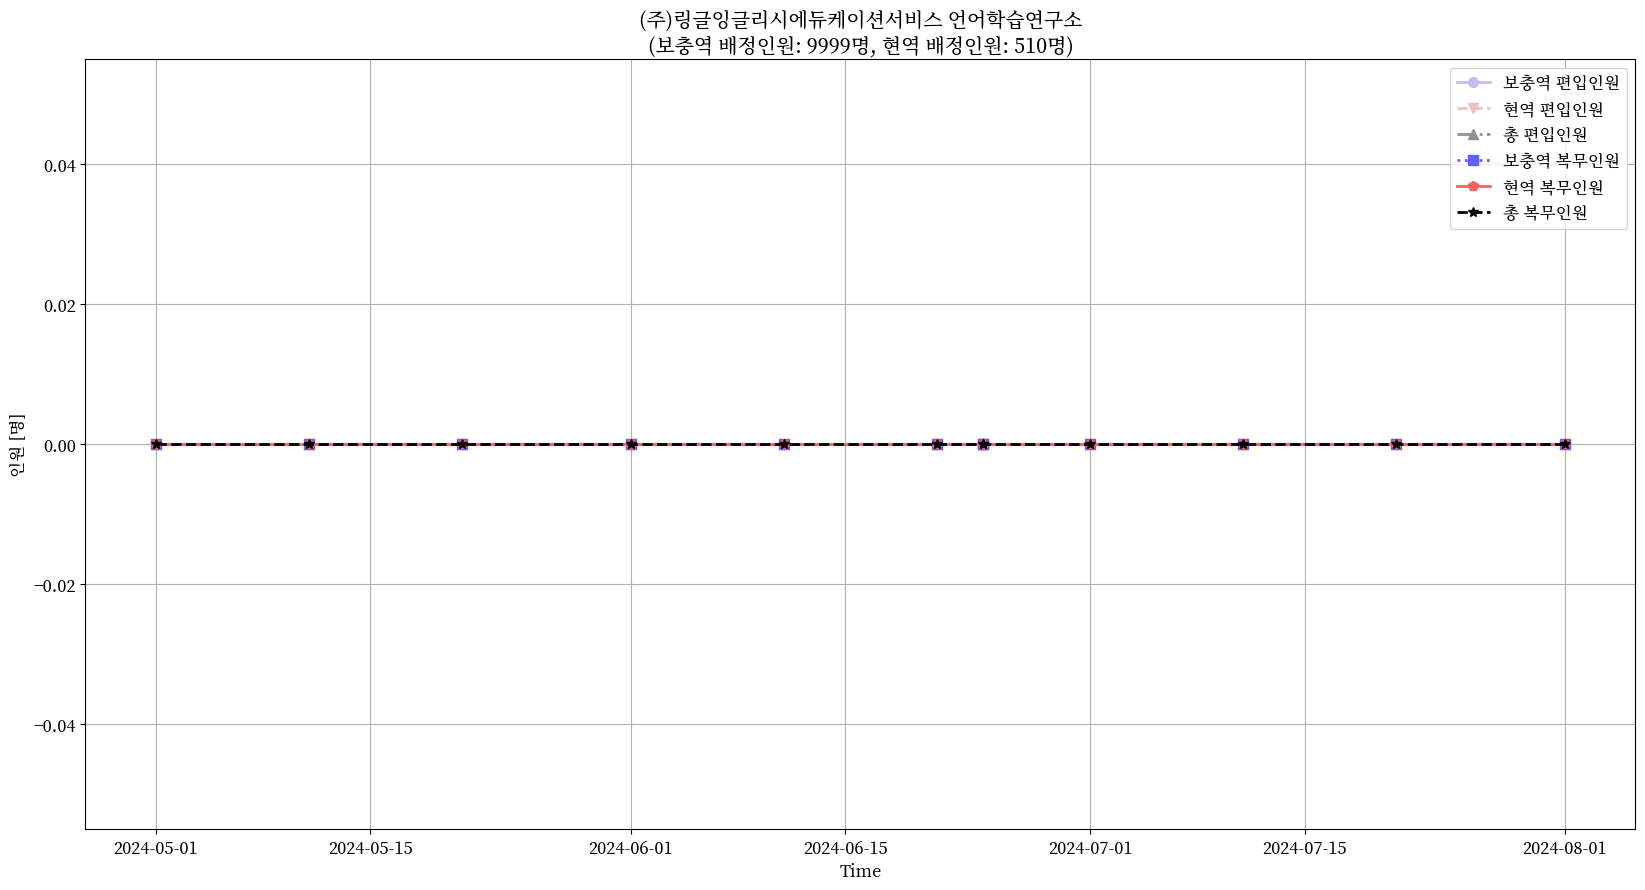 (주)링글잉글리시에듀케이션서비스 언어학습연구소
(보충역 배정인원: 9999명, 현역 배정인원: 510명)
보충역 편입인원
현역 편입인원
총 편입인원
보충역 복무인원
현역 복무인원
총 복무인원
0.04
0.02
0.00
−0.02
−0.04
인원 [명]
2024-05-01 2024-05-15 2024-06-01 2024-06-15 2024-07-01 2024-07-15 2024-08-01
Time